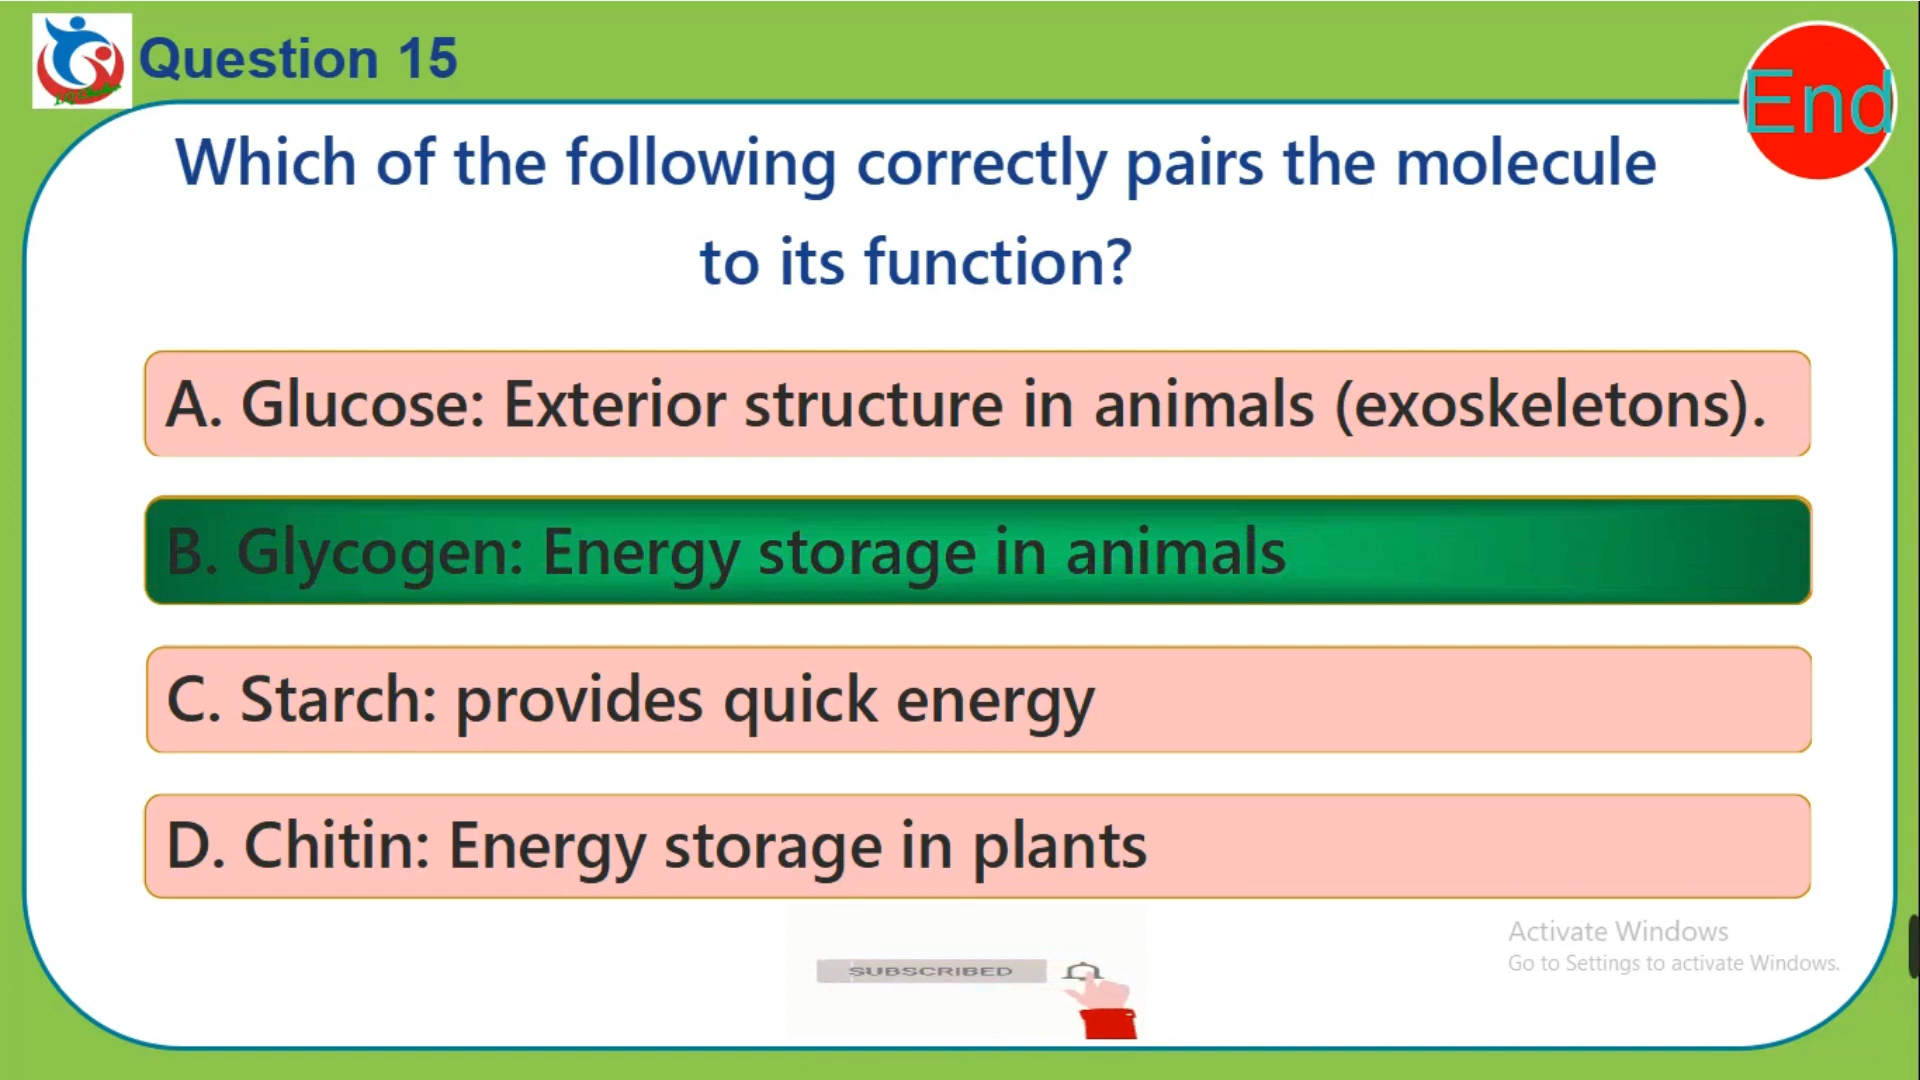 Question 15
End
Which of the following correctly pairs the molecule
to its function?
A. Glucose: Exterior structure in animals (exoskeletons).
B. Glycogen: Energy storage in animals
C. Starch: provides quick energy
D. Chitin: Energy storage in plants
Activate Windows
Go to Settings to activate Windows.
SUBSCRIBED